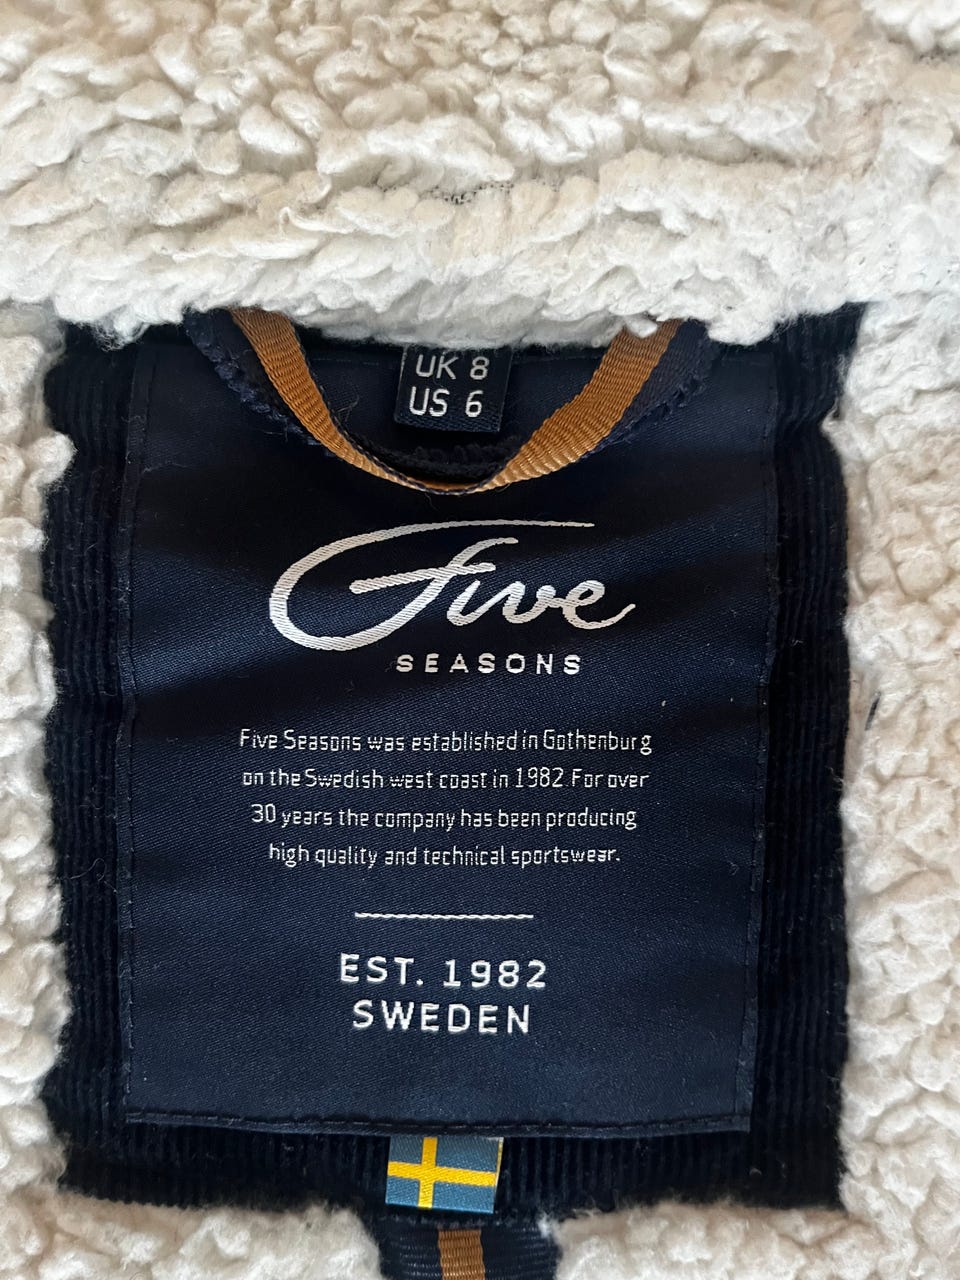 UK 8
US 6
Five
SEASONS
Five Seasons was established in Gothenburg
on the Swedish west coast in 1982. For over
30 years the company has been producing
high quality and technical sportswear.
EST. 1982
SWEDEN